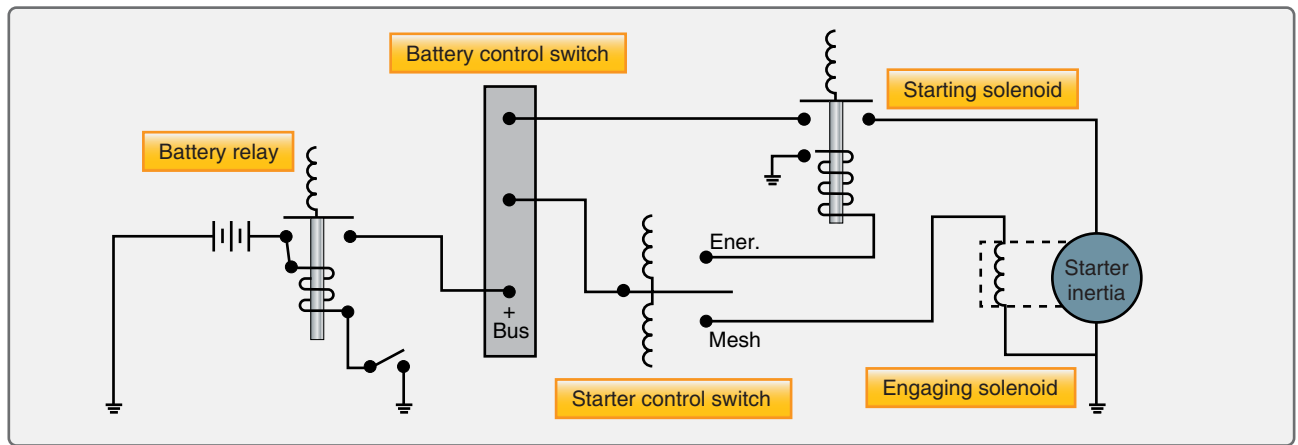 Battery control switch
Starting solenoid
Battery relay
Ener.
Starter
inertia
+
Bus
Mesh
Engaging solenoid
Starter control switch